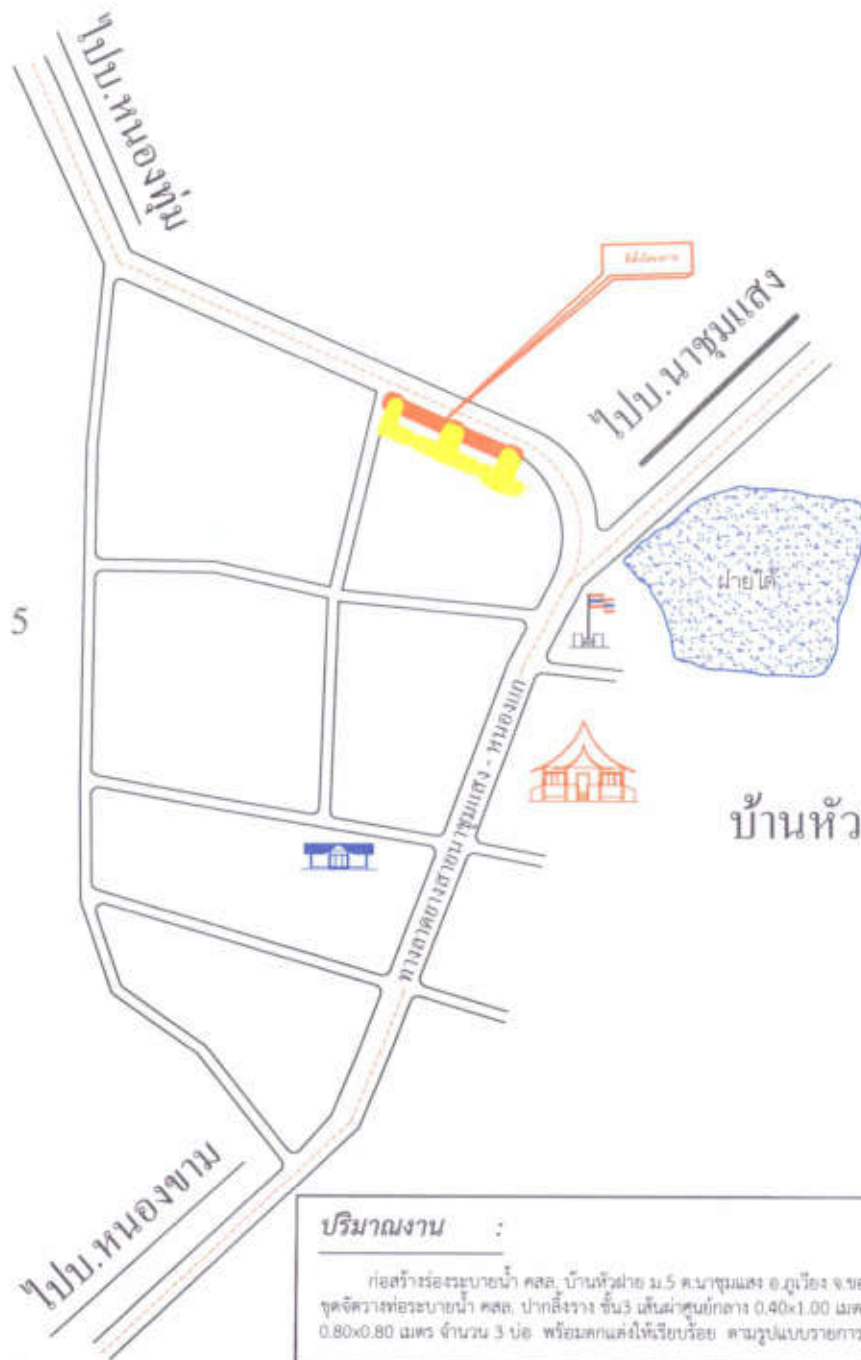 ไปบ.หนองทุ่ม
ไปบ.นาชุมแสง
ฝายใต้
5
ทางลาดยางสายนาชุมแสง - หนองแก
บ้านหัว
ไปบ.หนองขาม
ปริมาณงาน :
ก่อสร้างร่องระบายน้ำ คสล. บ้านหัวฝาย ม.5 ต.นาชุมแสง อ.ภูเวียง จ.ขอ
ขุดจัดวางท่อระบายน้ำ คสล. ปากลิ้นราง ชั้น3 เส้นผ่าศูนย์กลาง 0.40x1.00 เมต
0.80x0.80 เมตร จำนวน 3 บ่อ พร้อมตกแต่งให้เรียบร้อย ตามรูปแบบรายการ